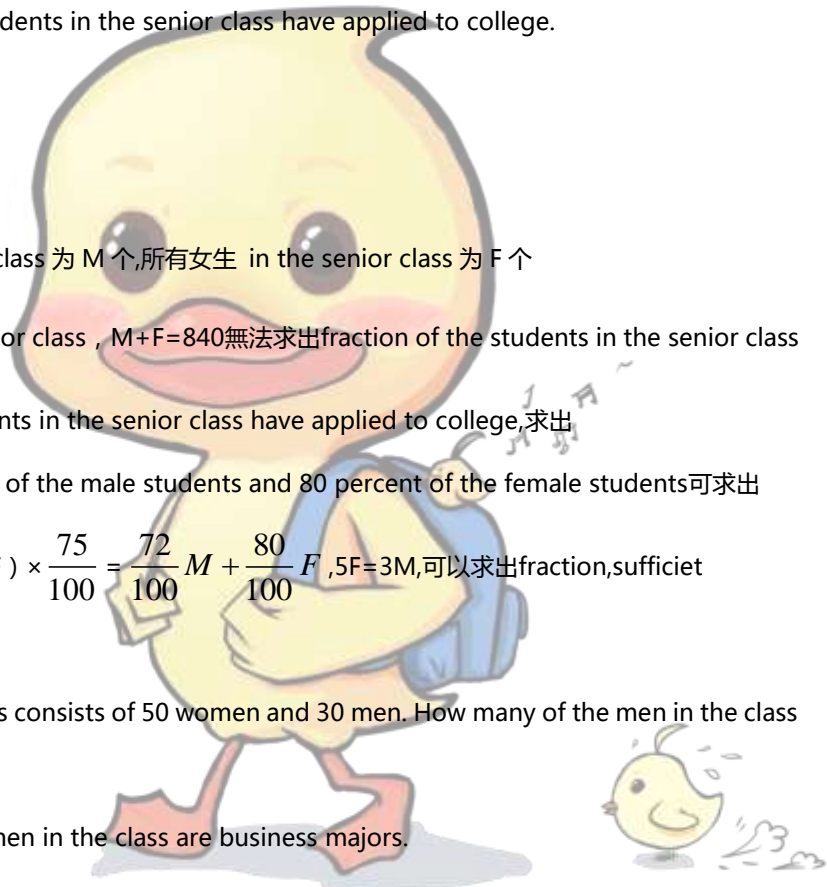 dents in the senior class have applied to college.
class 为 M 个,所有女生 in the senior class 为 F 个
or class , M+F=840無法求出fraction of the students in the senior class
nts in the senior class have applied to college,求出
of the male students and 80 percent of the female students可求出
) × 75/100 = 72/100 M + 80/100 F ,5F=3M,可以求出fraction,sufficiet
s consists of 50 women and 30 men. How many of the men in the class
men in the class are business majors.